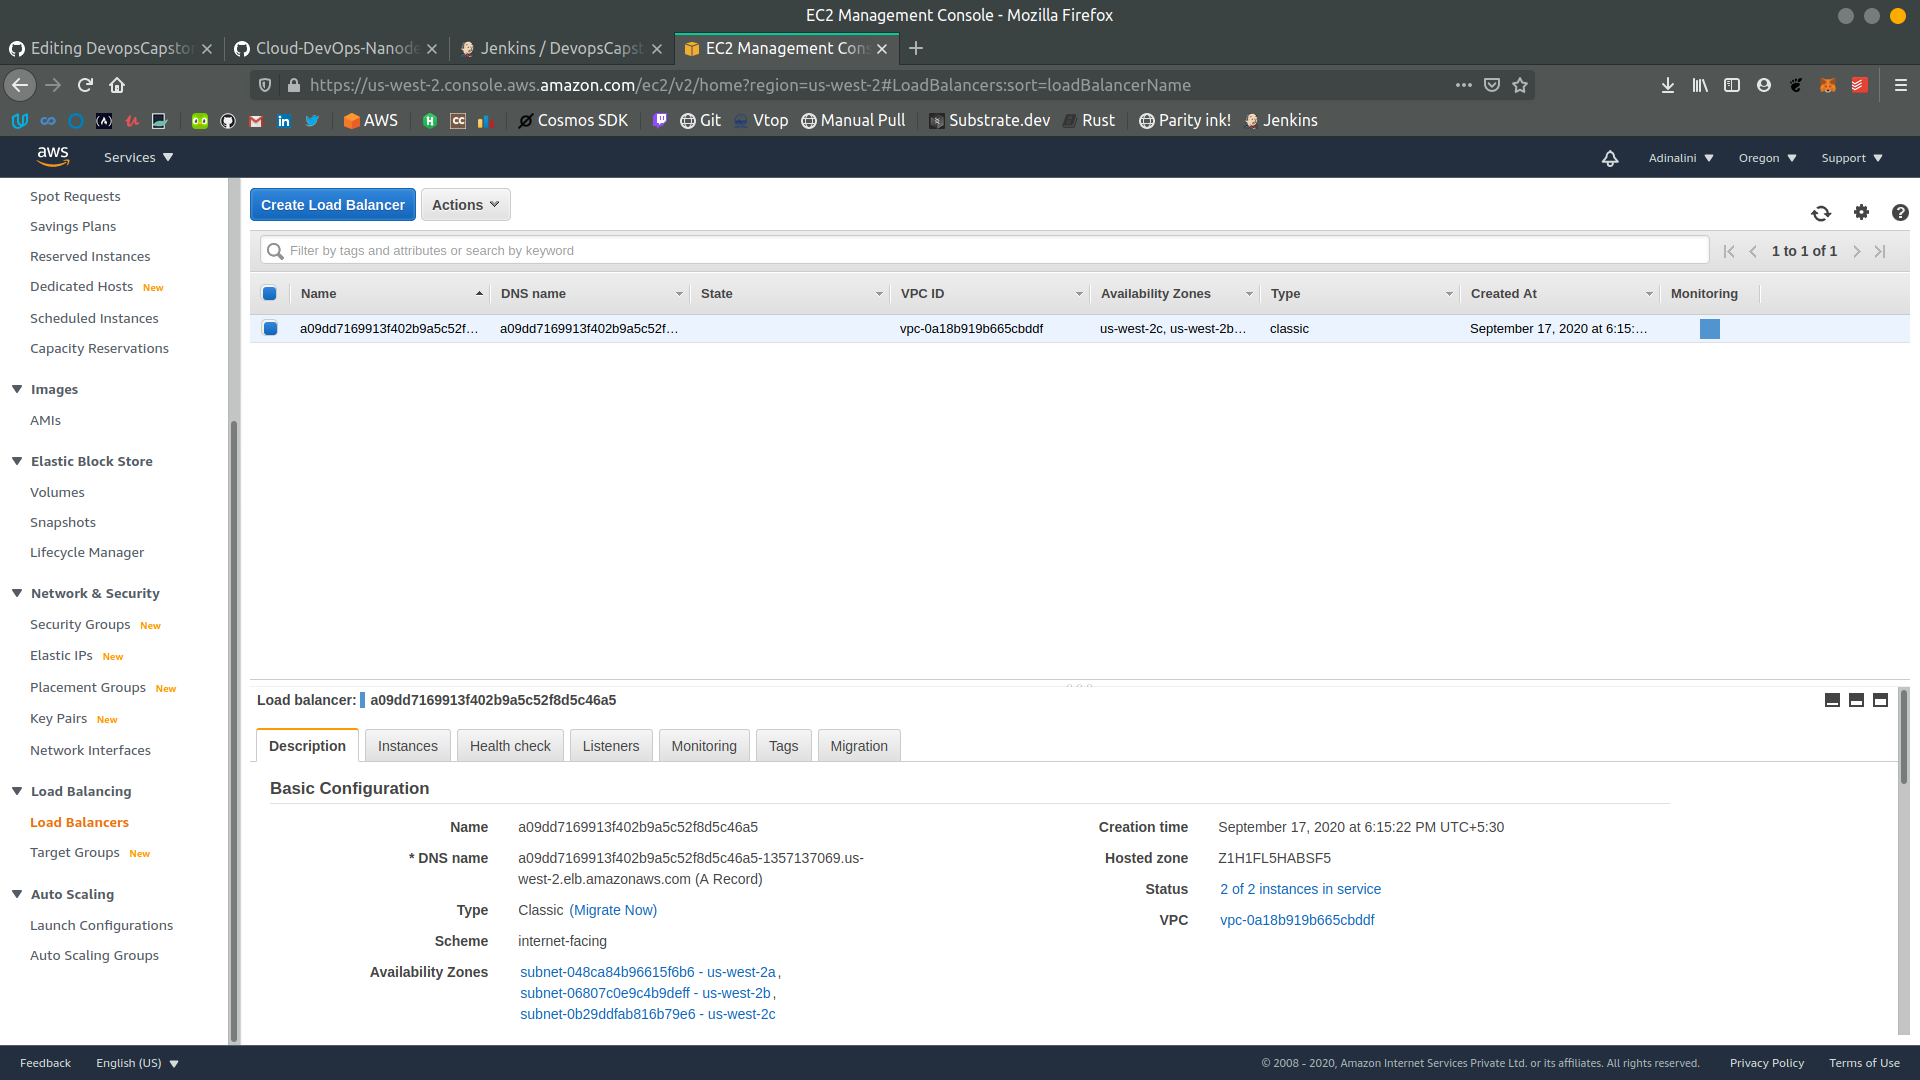 EC2 Management Console - Mozilla Firefox
Editing DevopsCapstor
Cloud-DevOps-Nanode
Jenkins / DevopsCapst
EC2 Management Cons
https://us-west-2.console.aws.amazon.com/ec2/v2/home?region=us-west-2#LoadBalancers:sort=loadBalancerName
AWS
Cosmos SDK
Git
Vtop
Manual Pull
Substrate.dev
Rust
Parity ink!
Jenkins
aws
Services
Adinalini
Oregon
Support
Spot Requests
Savings Plans
Reserved Instances
Dedicated Hosts New
Scheduled Instances
Capacity Reservations
Images
AMIs
Elastic Block Store
Volumes
Snapshots
Lifecycle Manager
Network & Security
Security Groups New
Elastic IPs New
Placement Groups New
Key Pairs New
Network Interfaces
Load Balancing
Load Balancers
Target Groups New
Auto Scaling
Launch Configurations
Auto Scaling Groups
Create Load Balancer
Actions
Filter by tags and attributes or search by keyword
1 to 1 of 1
Name DNS name State VPC ID Availability Zones Type Created At Monitoring
a09dd7169913f402b9a5c52f... a09dd7169913f402b9a5c52f... vpc-0a18b919b665cbddf us-west-2c, us-west-2b... classic September 17, 2020 at 6:15:...
Load balancer: a09dd7169913f402b9a5c52f8d5c46a5
Description Instances Health check Listeners Monitoring Tags Migration
Basic Configuration
Name a09dd7169913f402b9a5c52f8d5c46a5
* DNS name a09dd7169913f402b9a5c52f8d5c46a5-1357137069.us-
west-2.elb.amazonaws.com (A Record)
Type Classic (Migrate Now)
Scheme internet-facing
Availability Zones subnet-048ca84b96615f6b6 - us-west-2a,
subnet-06807c0e9c4b9deff - us-west-2b,
subnet-0b29ddfab816b79e6 - us-west-2c
Creation time September 17, 2020 at 6:15:22 PM UTC+5:30
Hosted zone Z1H1FL5HABSF5
Status 2 of 2 instances in service
VPC vpc-0a18b919b665cbddf
Feedback
English (US)
© 2008 - 2020, Amazon Internet Services Private Ltd. or its affiliates. All rights reserved.
Privacy Policy
Terms of Use